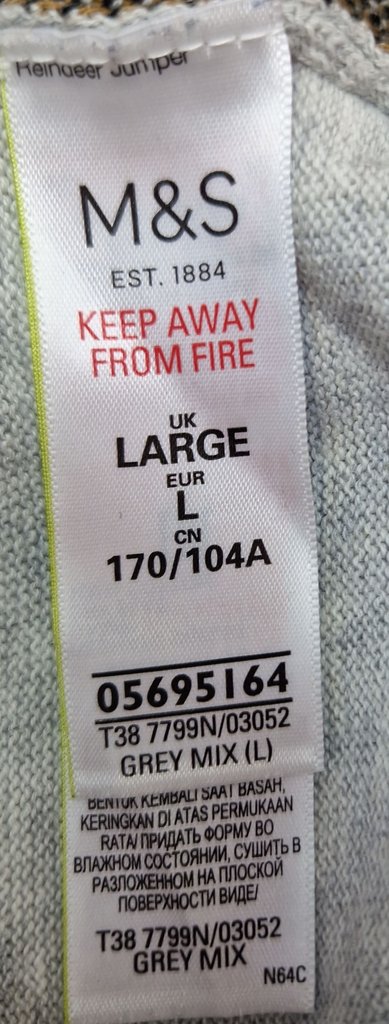 Reindeer Jumper
M&S
EST. 1884
KEEP AWAY
FROM FIRE
UK
LARGE
EUR
L
CN
170/104A
05695164
T38 7799N/03052
GREY MIX (L)
BENTUK KEMBALI SAAT BASAH,
KERINGKAN DI ATAS PERMUKAAN
RATA/ ПРИДАТЬ ФОРМУ ВО
ВЛАЖНОМ СОСТОЯНИИ, СУШИТЬ В
РАЗЛОЖЕННОМ НА ПЛОСКОЙ
ПОВЕРХНОСТИ ВИДЕ/
T38 7799N/03052
GREY MIX
N64C